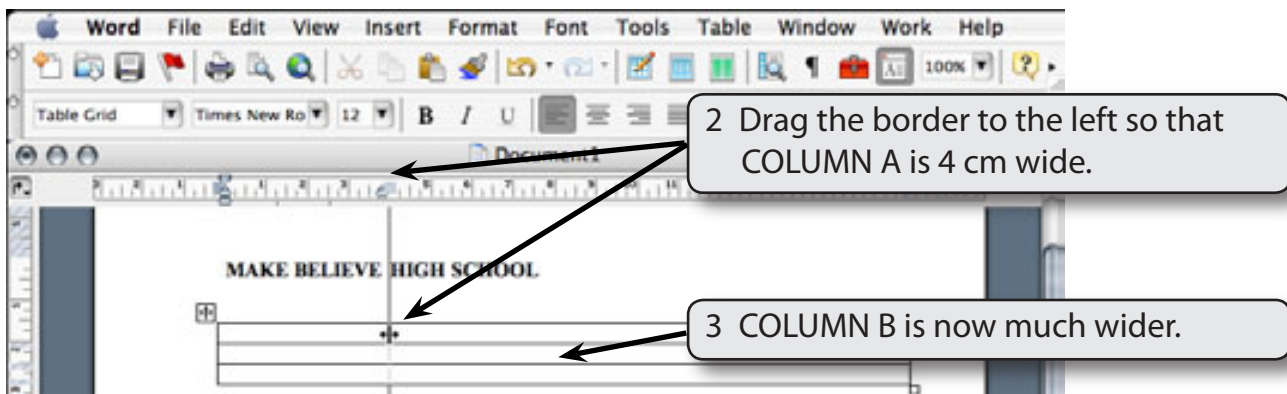 Word File Edit View Insert Format Font Tools Table Window Work Help
100%
Table Grid Times New Ro 12 B I U
Document1
2 Drag the border to the left so that
COLUMN A is 4 cm wide.
MAKE BELIEVE HIGH SCHOOL
3 COLUMN B is now much wider.